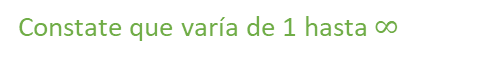 Constate que varía de 1 hasta ∞